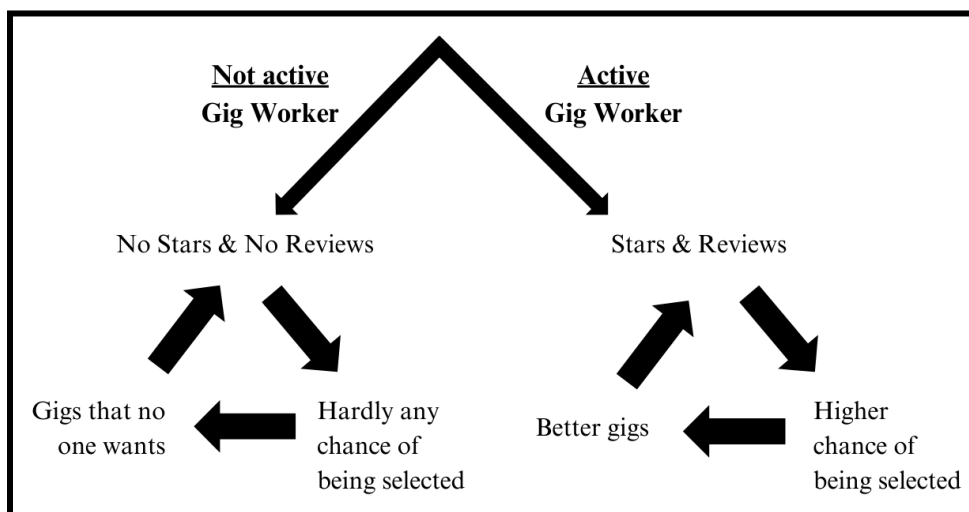 Not active
Gig Worker
Active
Gig Worker
No Stars & No Reviews
Stars & Reviews
Gigs that no
one wants
Hardly any
chance of
being selected
Better gigs
Higher
chance of
being selected